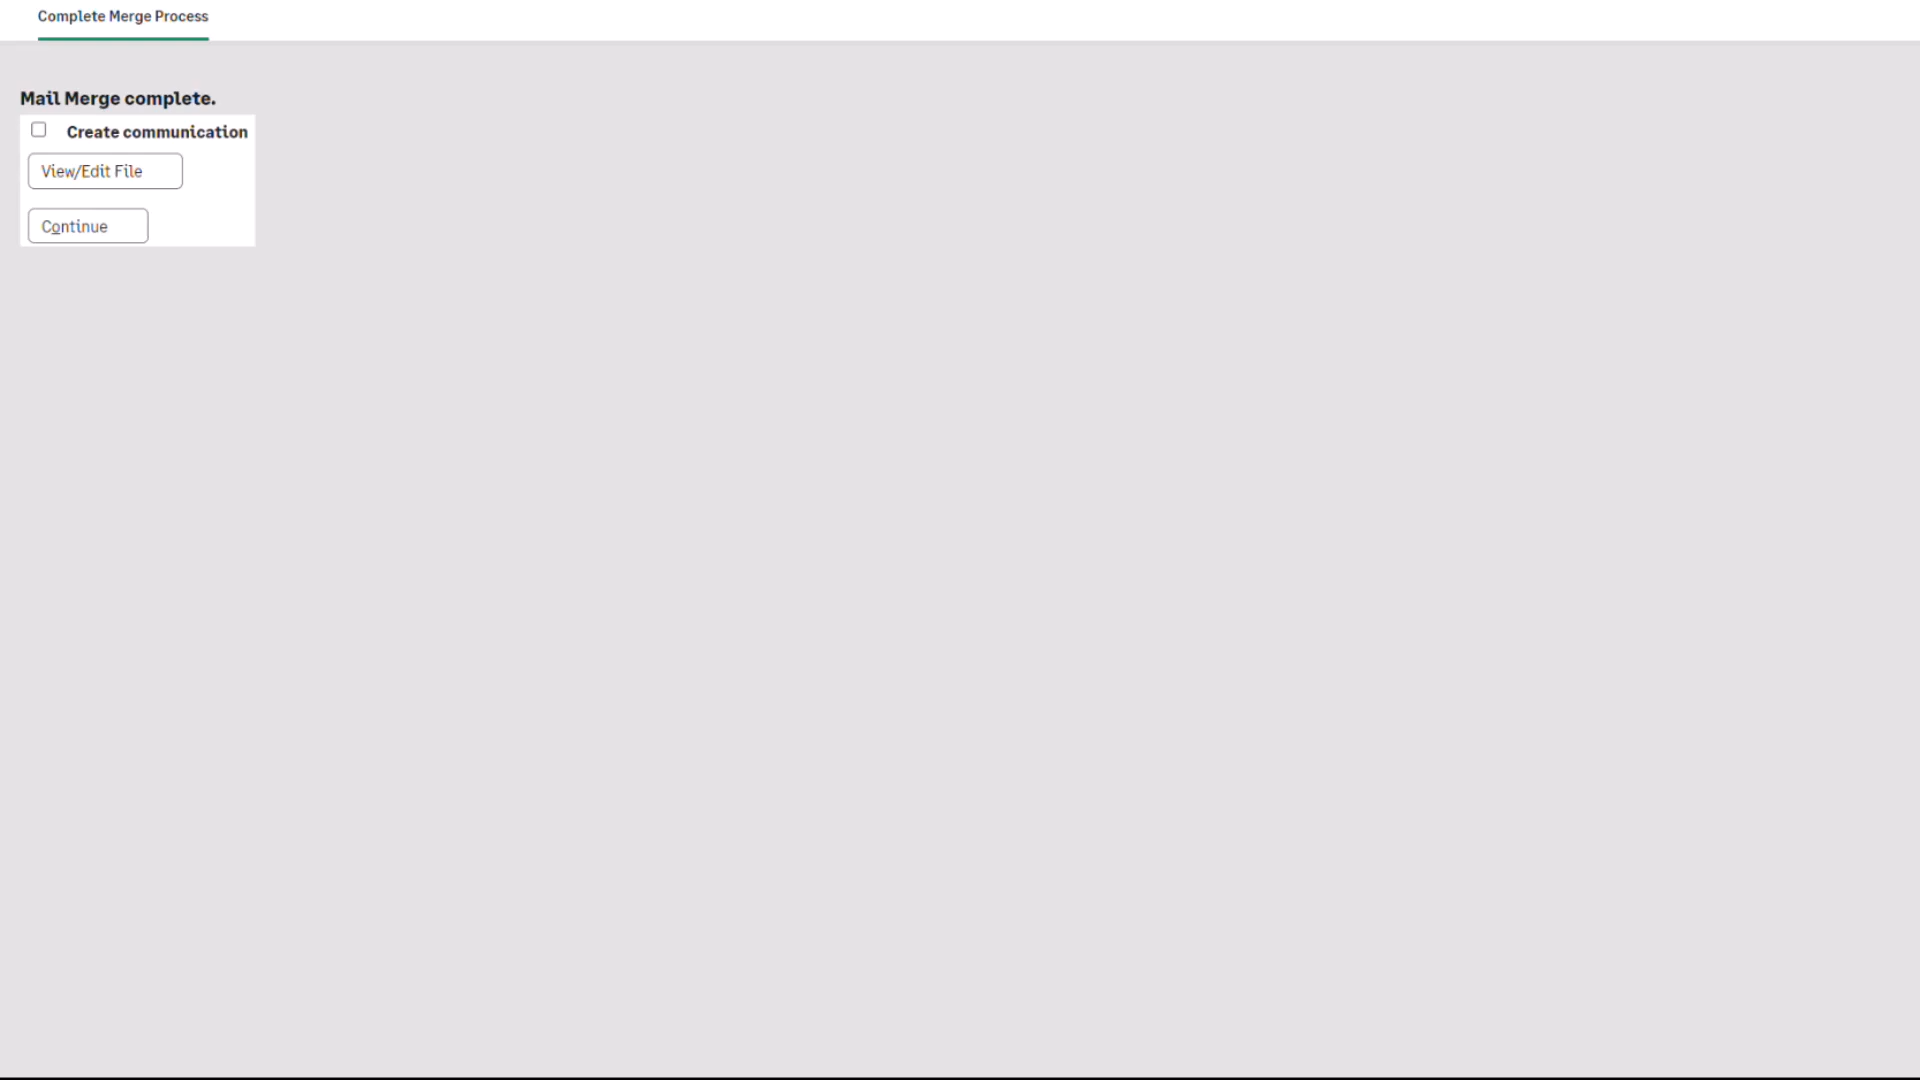 Complete Merge Process
Mail Merge complete.
Create communication
View/Edit File
Continue